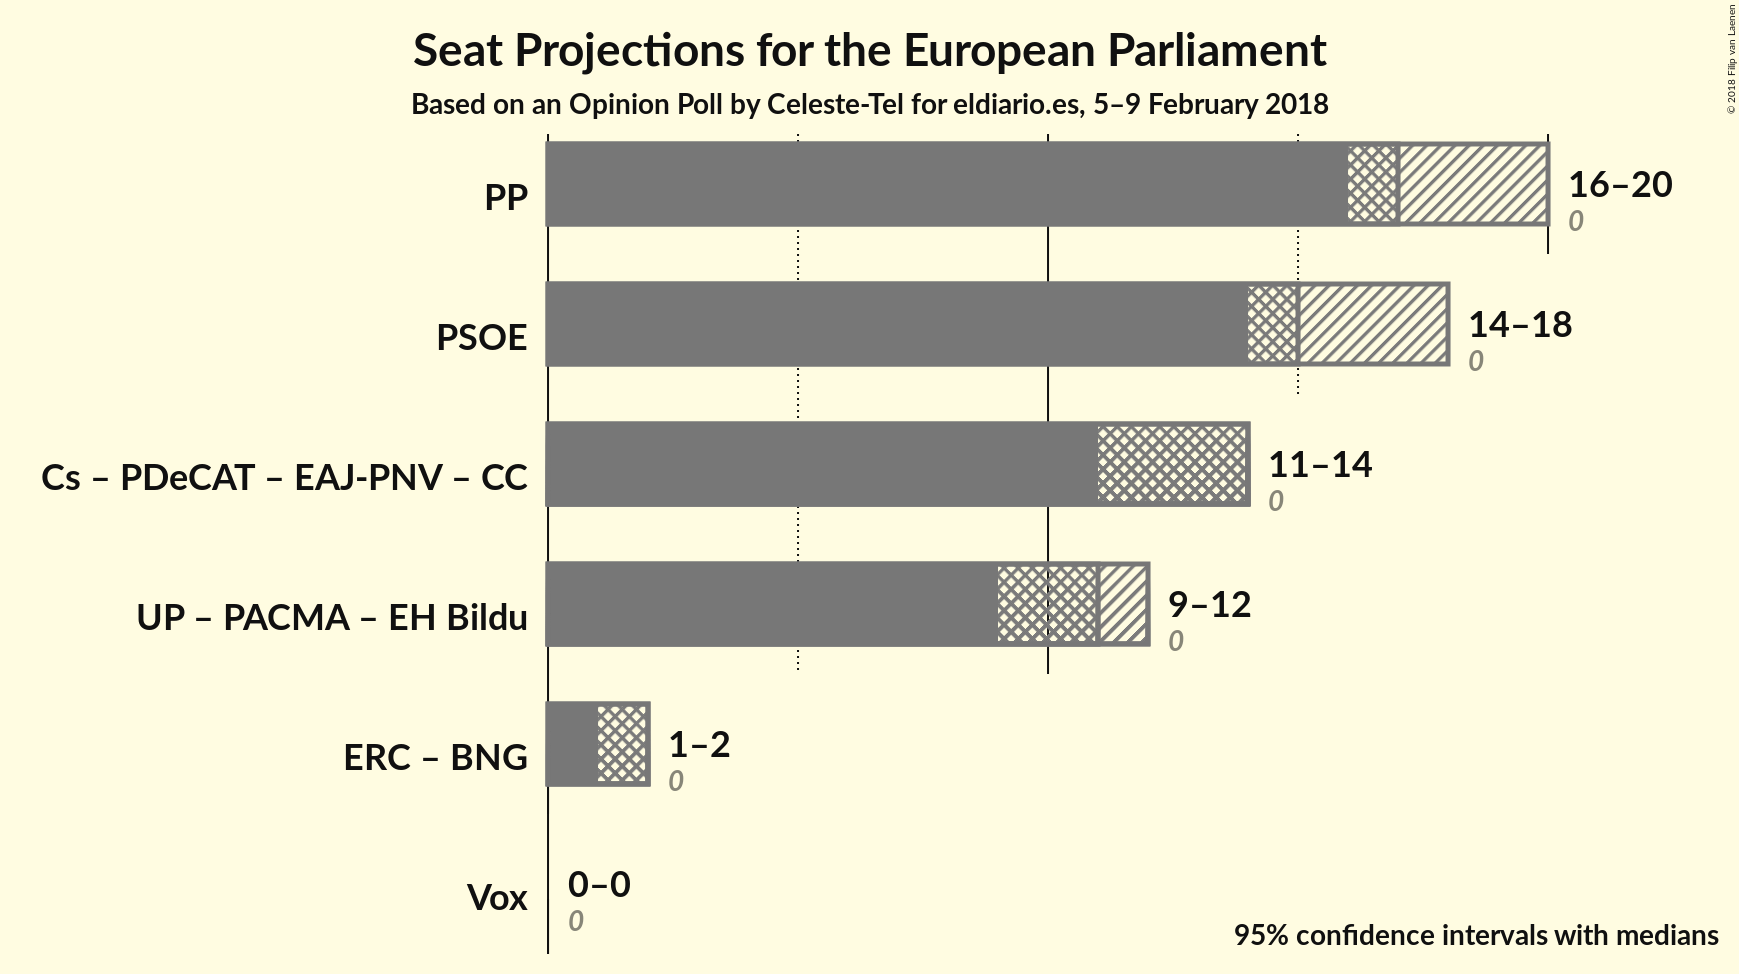 Seat Projections for the European Parliament
Based on an Opinion Poll by Celeste-Tel for eldiario.es, 5–9 February 2018
© 2018 Filip van Laenen
PP
16–20
0
PSOE
14–18
0
Cs – PDeCAT – EAJ-PNV – CC
11–14
0
UP – PACMA – EH Bildu
9–12
0
ERC – BNG
1–2
0
Vox
0–0
0
95% confidence intervals with medians